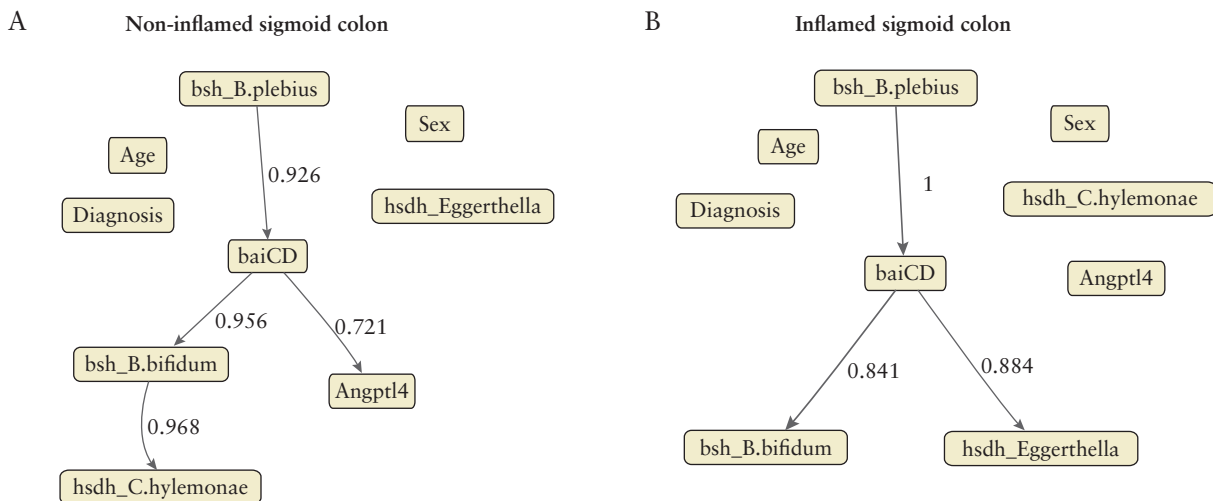 A
Non-inflamed sigmoid colon
bsh_B.plebius
Sex
Age
0.926
Diagnosis
hsdh_Eggerthella
baiCD
0.956
0.721
bsh_B.bifidum
Angptl4
0.968
hsdh_C.hylemonae
B
Inflamed sigmoid colon
bsh_B.plebius
Sex
Age
1
hsdh_C.hylemonae
Diagnosis
baiCD
Angptl4
0.841
0.884
bsh_B.bifidum
hsdh_Eggerthella